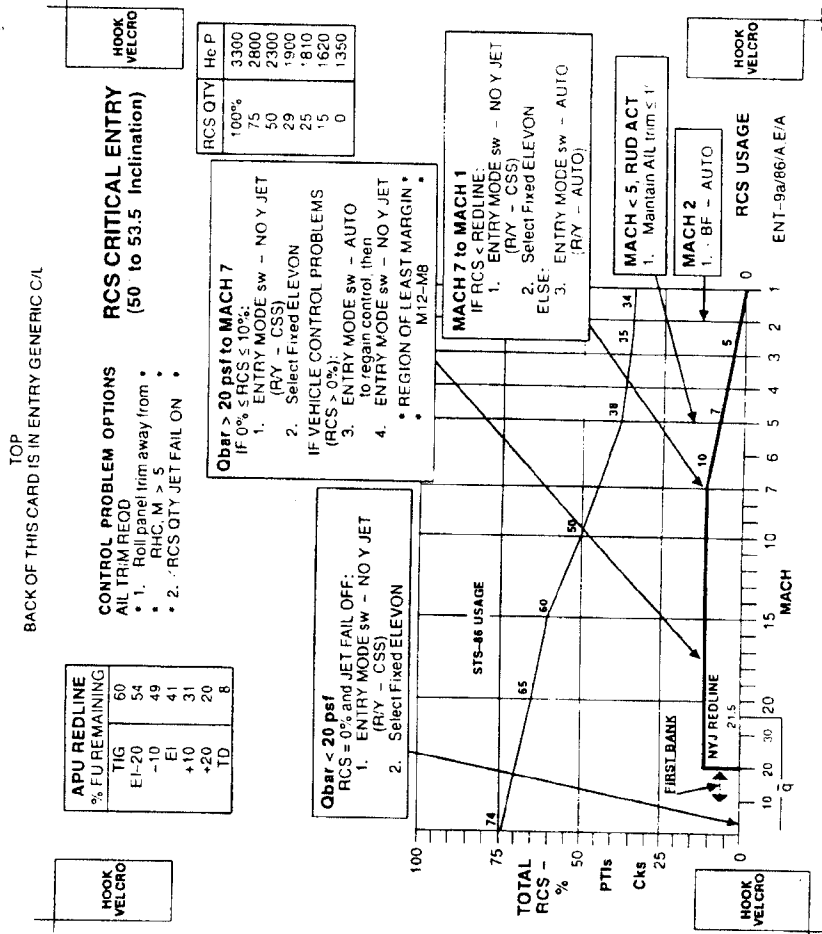 TOP
BACK OF THIS CARD IS IN ENTRY GENERIC C/L
HOOK
VELCRO
HOOK
VELCRO
APU REDLINE
% FU REMAINING
TIG 60
EI-20 54
-10 49
EI 41
+10 31
+20 20
TD 8
CONTROL PROBLEM OPTIONS
AIL TRIM REQD
• 1. Roll panel trim away from •
• RHC, M > 5 •
• 2. √RCS QTY JET FAIL ON •
RCS CRITICAL ENTRY
(50° to 53.5 Inclination)
RCS QTY He P
100% 3300
75 2800
50 2300
29 1900
25 1810
15 1620
0 1350
Qbar < 20 psf
RCS = 0% and JET FAIL OFF:
1. ENTRY MODE sw – NO Y JET
(R/Y – CSS)
2. Select Fixed ELEVON
Qbar > 20 psf to MACH 7
IF 0% ≤ RCS ≤ 10%:
1. ENTRY MODE sw – NO Y JET
(R/Y – CSS)
2. Select Fixed ELEVON
IF VEHICLE CONTROL PROBLEMS
(RCS > 0%):
3. ENTRY MODE sw – AUTO
to regain control, then
4. ENTRY MODE sw – NO Y JET
* REGION OF LEAST MARGIN *
* M12–M8 *
MACH 7 to MACH 1
IF RCS < REDLINE:
1. ENTRY MODE sw – NO Y JET
(R/Y – CSS)
2. Select Fixed ELEVON
ELSE:
3. ENTRY MODE sw – AUTO
(R/Y – AUTO)
MACH < 5, RUD ACT
1. Maintain AIL trim ≤ 1°
MACH 2
1. BF – AUTO
TOTAL
RCS –
%
100
75
50
PTIs
25
Cks
0
74
65
60
50
38
35
34
STS–86 USAGE
NYJ REDLINE
FIRST BANK
10
7
5
0
RCS USAGE
10 20 30
q̄
21.5
20 15 10 7 6 5 4 3 2 1
MACH
ENT-9a/86/A E/A
HOOK
VELCRO
HOOK
VELCRO